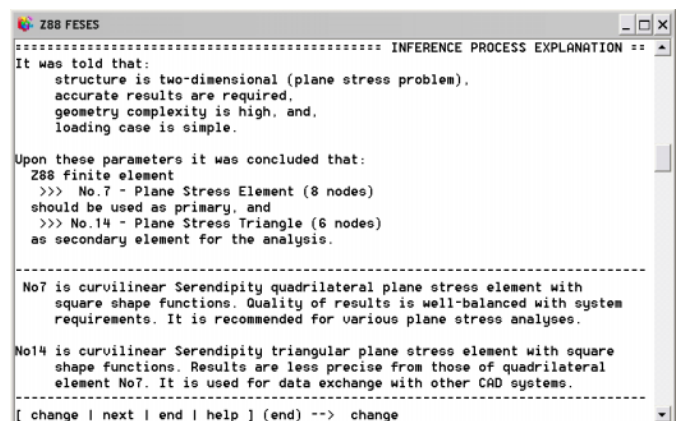 Z88 FESES
:::::::::::::::::::::::::::::::::::::::::::::: INFERENCE PROCESS EXPLANATION ::
It was told that:
structure is two-dimensional (plane stress problem),
accurate results are required,
geometry complexity is high, and,
loading case is simple.
Upon these parameters it was concluded that:
Z88 finite element
>>> No.7 - Plane Stress Element (8 nodes)
should be used as primary, and
>>> No.14 - Plane Stress Triangle (6 nodes)
as secondary element for the analysis.
-------------------------------------------------------------------------------
No7 is curvilinear Serendipity quadrilateral plane stress element with
square shape functions. Quality of results is well-balanced with system
requirements. It is recommended for various plane stress analyses.
No14 is curvilinear Serendipity triangular plane stress element with square
shape functions. Results are less precise from those of quadrilateral
element No7. It is used for data exchange with other CAD systems.
-------------------------------------------------------------------------------
[ change | next | end | help ] (end) --> change